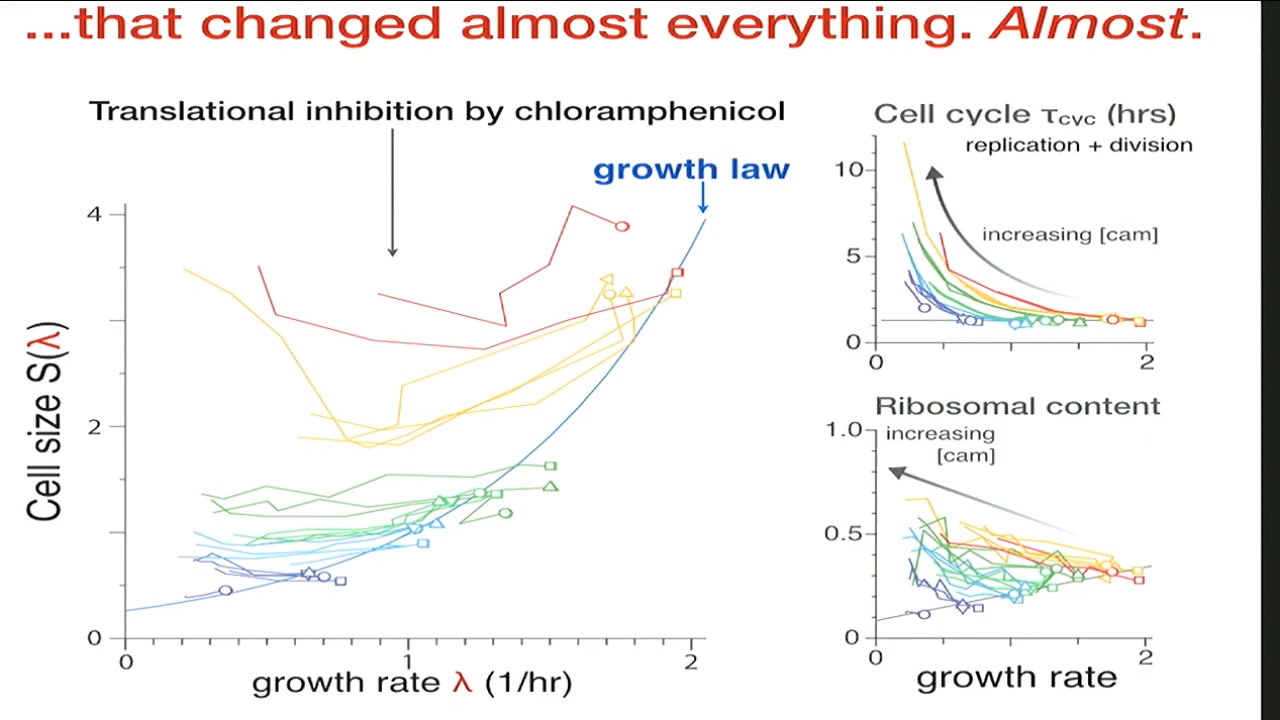 ...that changed almost everything. Almost.
Translational inhibition by chloramphenicol
growth law
4
2
0
0
1
2
Cell size S(λ)
growth rate λ (1/hr)
Cell cycle τcyc (hrs)
replication + division
10
increasing [cam]
5
0
0
2
Ribosomal content
1.0
increasing
[cam]
0.5
0
0
2
growth rate